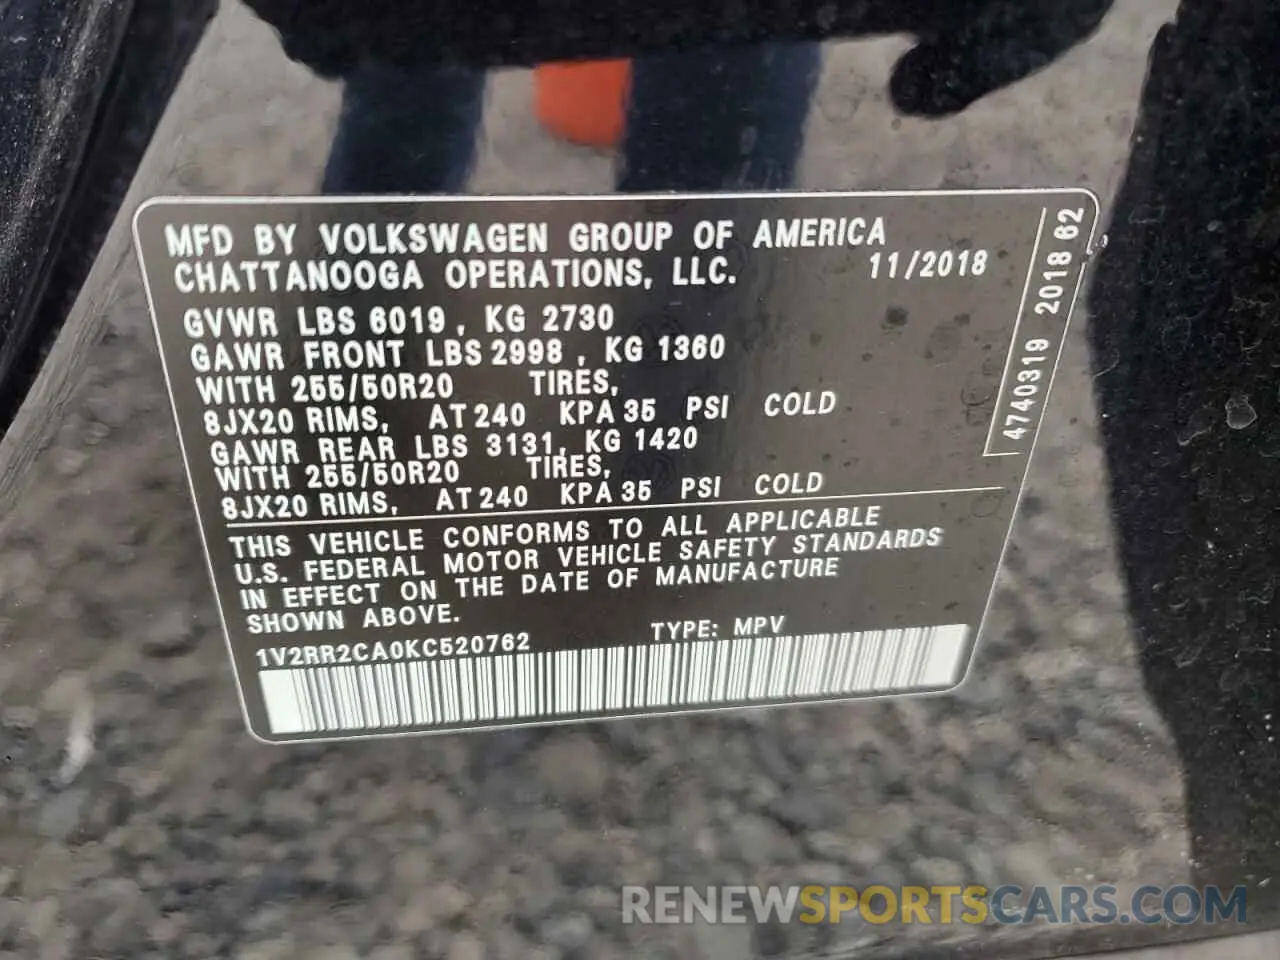 MFD BY VOLKSWAGEN GROUP OF AMERICA
CHATTANOOGA OPERATIONS, LLC. 11/2018
GVWR LBS 6019, KG 2730
GAWR FRONT LBS 2998, KG 1360
WITH 255/50R20 TIRES,
8JX20 RIMS, AT 240 KPA 35 PSI COLD
GAWR REAR LBS 3131, KG 1420
WITH 255/50R20 TIRES,
8JX20 RIMS, AT 240 KPA 35 PSI COLD
THIS VEHICLE CONFORMS TO ALL APPLICABLE
U.S. FEDERAL MOTOR VEHICLE SAFETY STANDARDS
IN EFFECT ON THE DATE OF MANUFACTURE
SHOWN ABOVE.
1V2RR2CA0KC520762 TYPE: MPV
4740319 2018 62
RENEWSPORTSCARS.COM